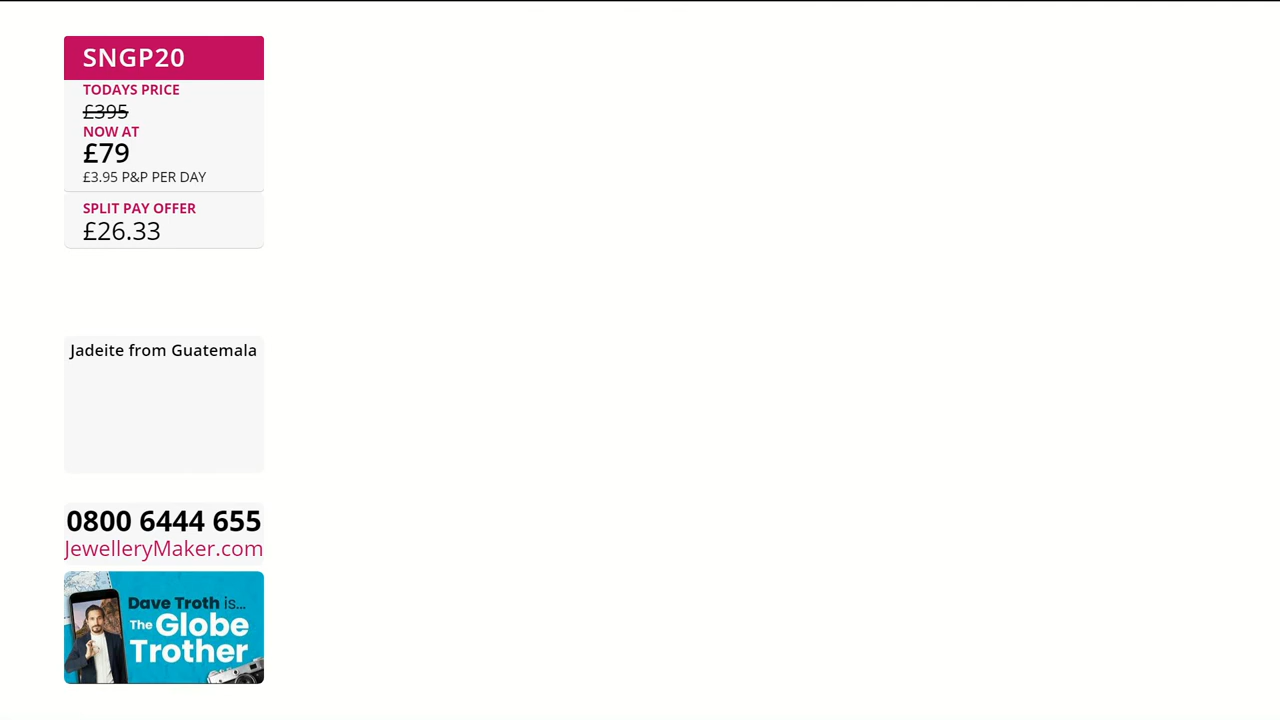 SNGP20
TODAYS PRICE
£395
NOW AT
£79
£3.95 P&P PER DAY
SPLIT PAY OFFER
£26.33
Jadeite from Guatemala
0800 6444 655
JewelleryMaker.com
Dave Troth is...
The Globe
Trother